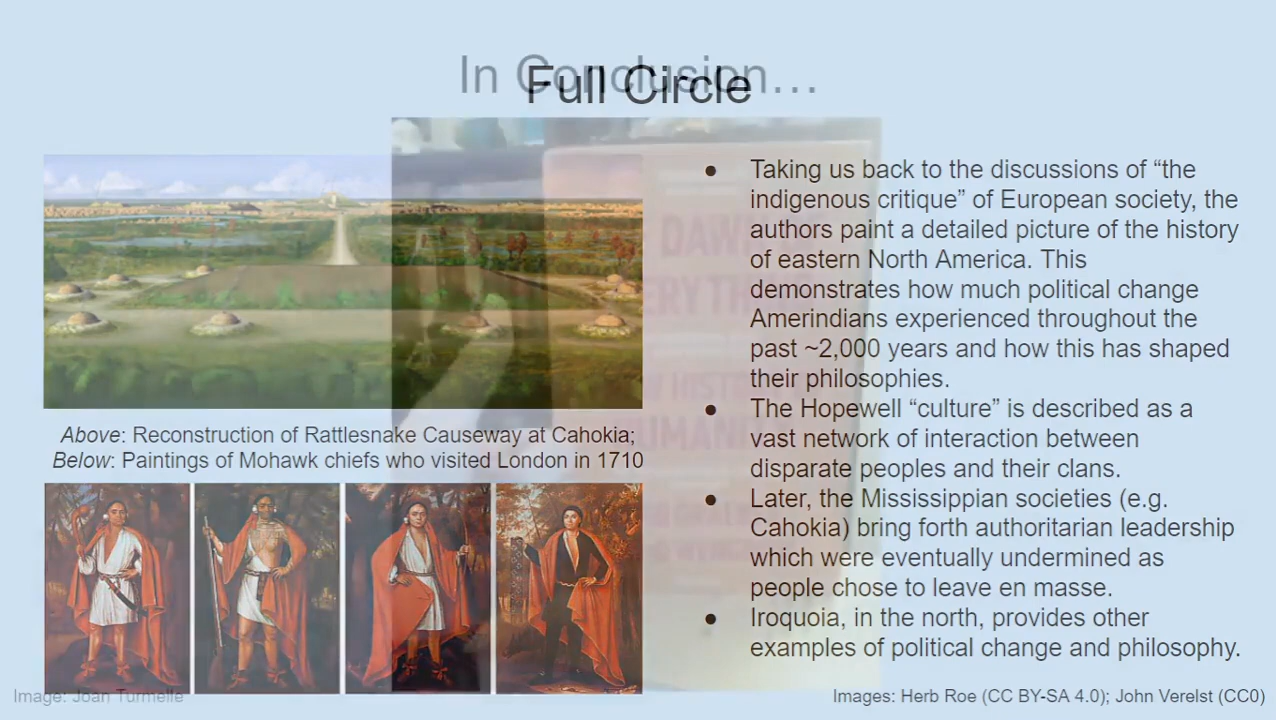 In Conclusion…
Full Circle
Above: Reconstruction of Rattlesnake Causeway at Cahokia;
Below: Paintings of Mohawk chiefs who visited London in 1710
● Taking us back to the discussions of “the
indigenous critique” of European society, the
authors paint a detailed picture of the history
of eastern North America. This
demonstrates how much political change
Amerindians experienced throughout the
past ~2,000 years and how this has shaped
their philosophies.
● The Hopewell “culture” is described as a
vast network of interaction between
disparate peoples and their clans.
● Later, the Mississippian societies (e.g.
Cahokia) bring forth authoritarian leadership
which were eventually undermined as
people chose to leave en masse.
● Iroquoia, in the north, provides other
examples of political change and philosophy.
DAWN
Image: Joan Turmelle
Images: Herb Roe (CC BY-SA 4.0); John Verelst (CC0)